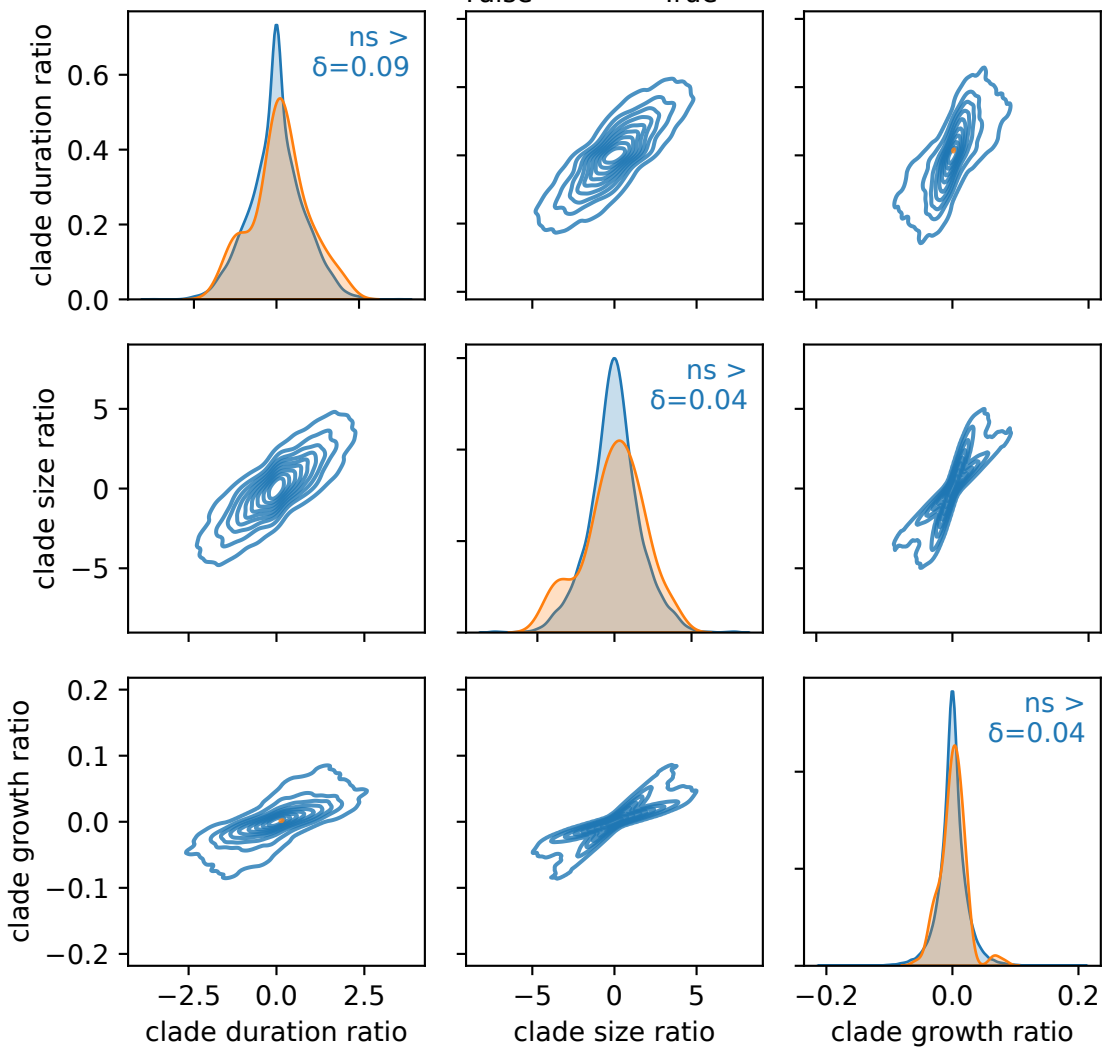 clade duration ratio
0.6
0.4
0.2
0.0
ns >
δ=0.09
clade size ratio
5
0
−5
ns >
δ=0.04
clade growth ratio
0.2
0.1
0.0
−0.1
−0.2
ns >
δ=0.04
−2.5 0.0 2.5
clade duration ratio
−5 0 5
clade size ratio
−0.2 0.0 0.2
clade growth ratio